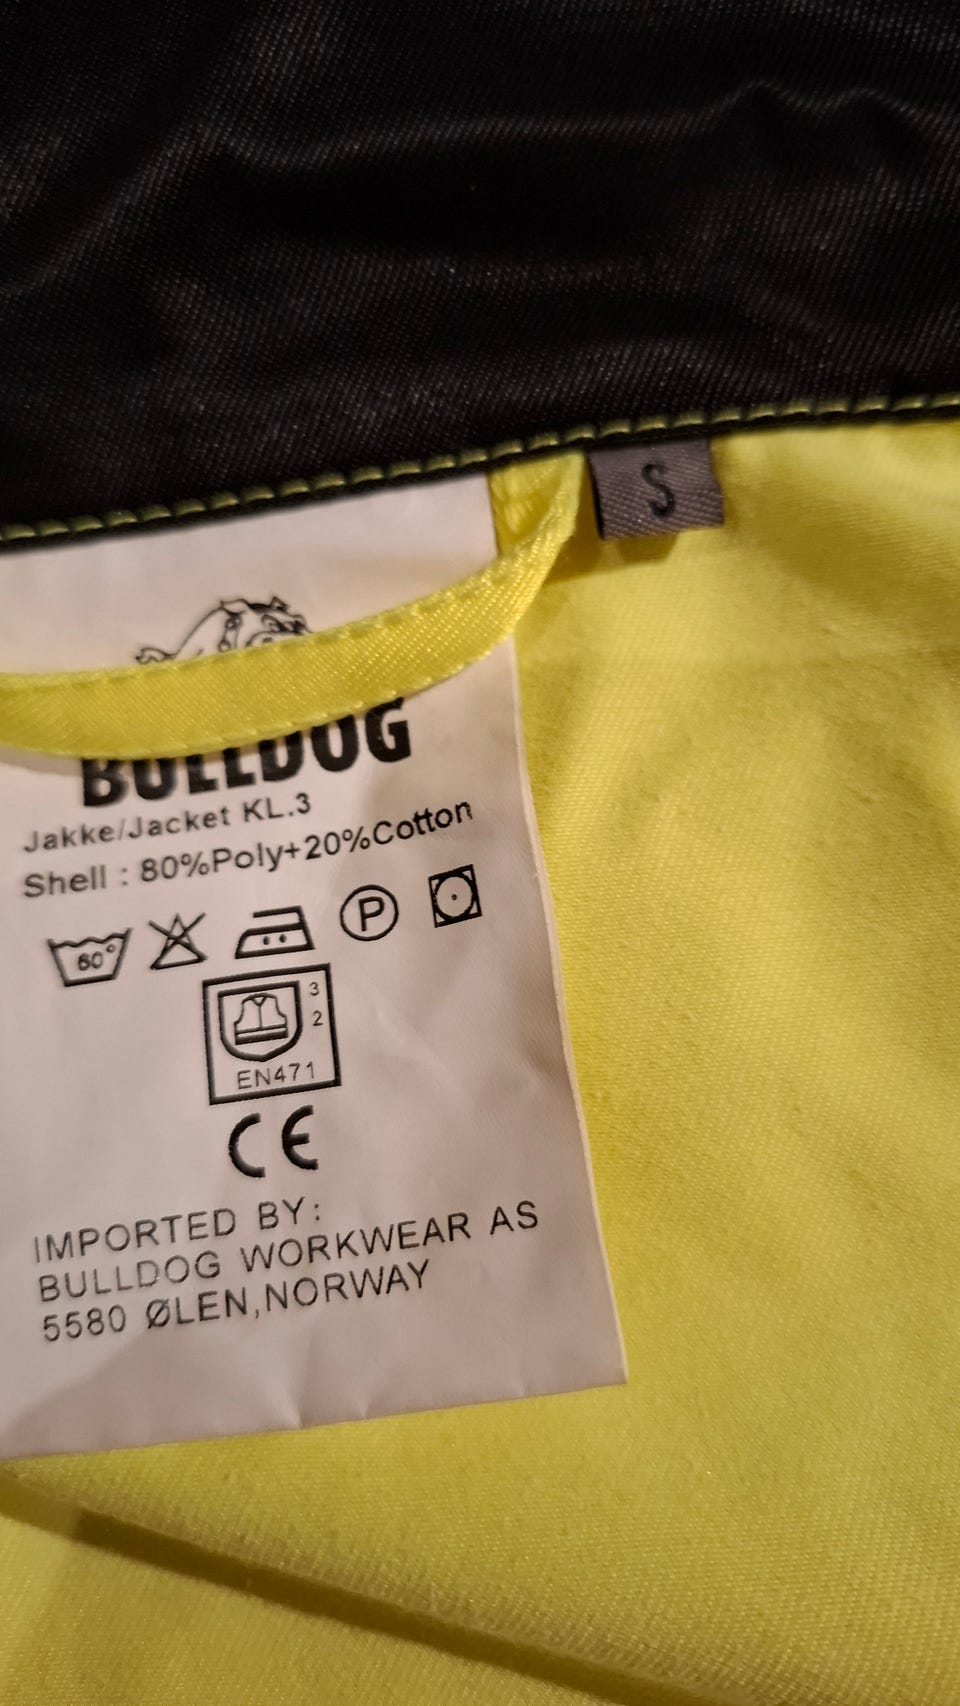 S
BULLDOG
Jakke/Jacket KL.3
Shell : 80%Poly+20%Cotton
60° P
3
2
EN471
CE
IMPORTED BY:
BULLDOG WORKWEAR AS
5580 ØLEN,NORWAY